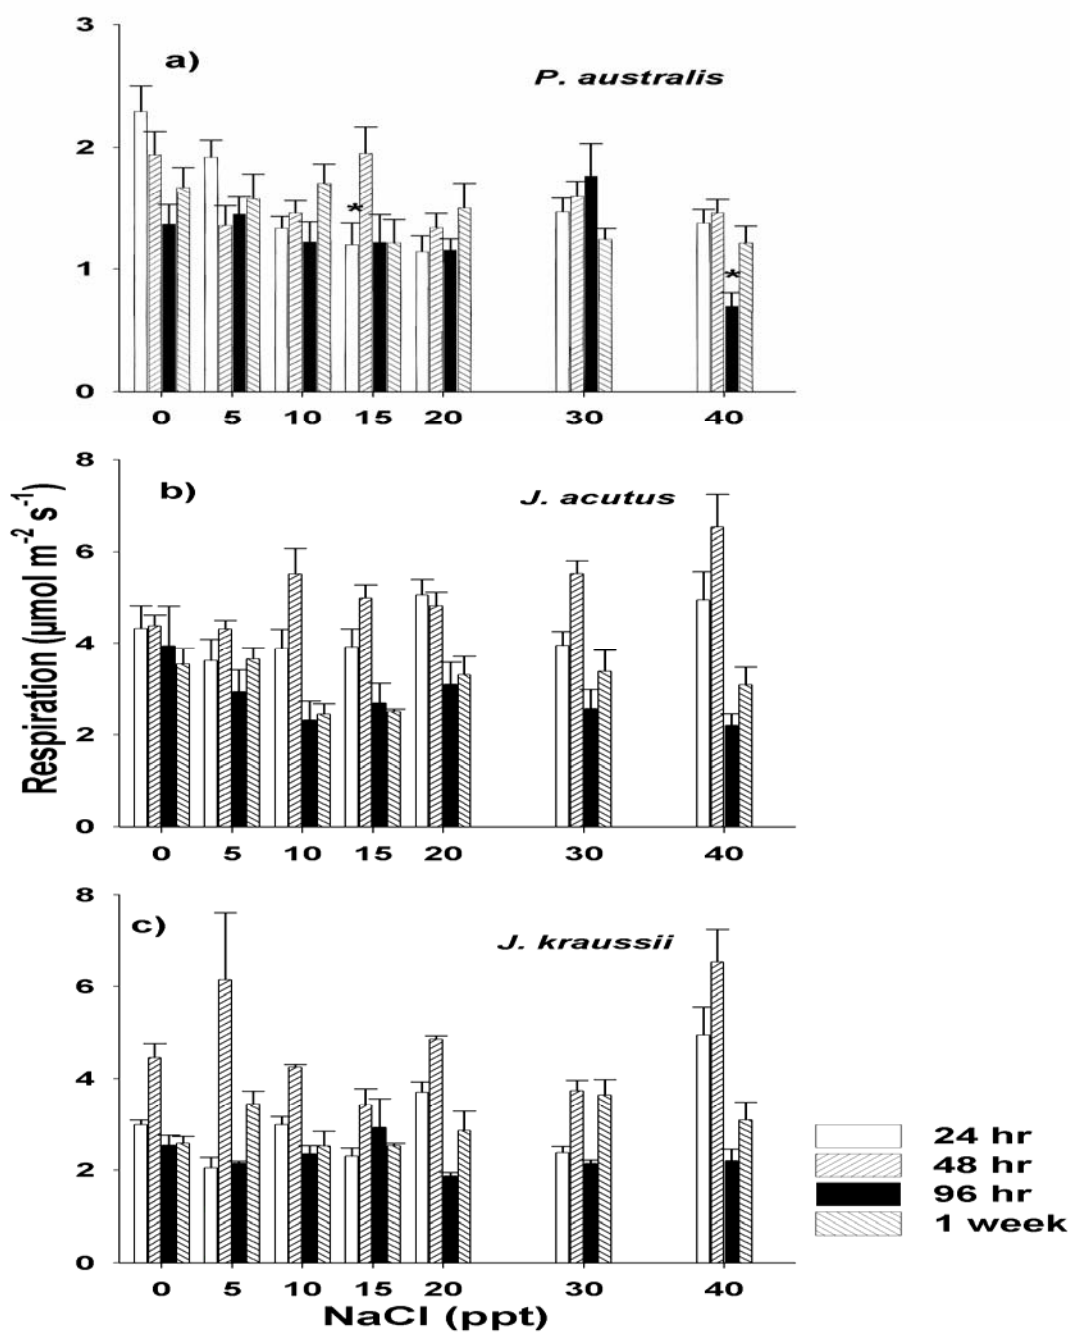 3
a)
P. australis
2
*
1
*
0
0 5 10 15 20 30 40
8
b)
J. acutus
6
4
2
0
0 5 10 15 20 30 40
Respiration (µmol m-2 s-1)
8
c)
J. kraussii
6
4
2
0
0 5 10 15 20 30 40
NaCl (ppt)
24 hr
48 hr
96 hr
1 week